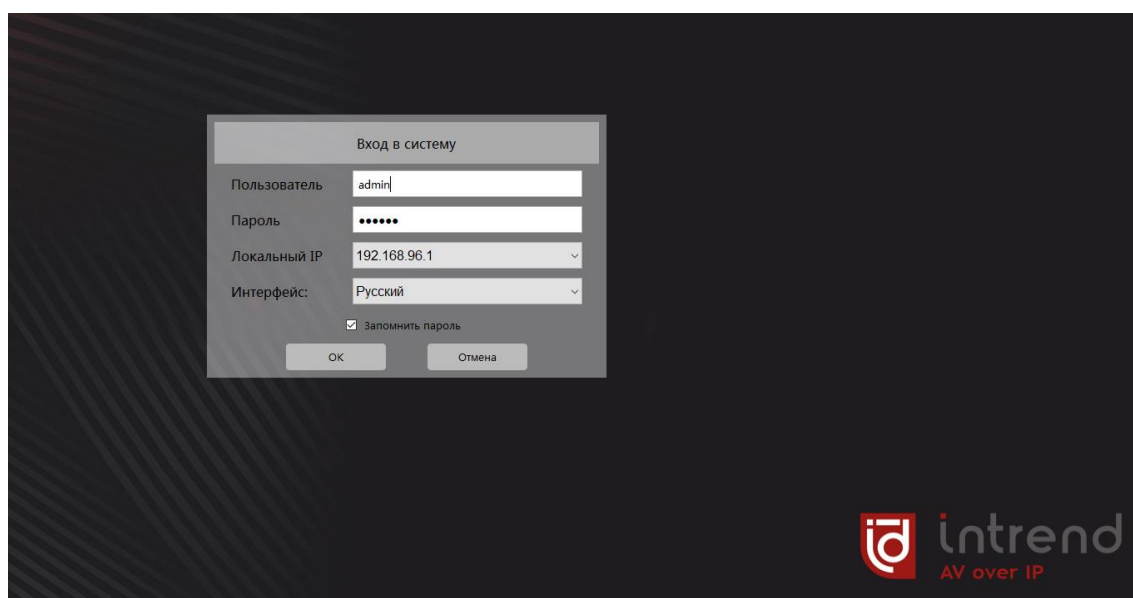 Вход в систему
Пользователь admin
Пароль ••••••
Локальный IP 192.168.96.1
Интерфейс: Русский
Запомнить пароль
ОК Отмена
intrend
AV over IP